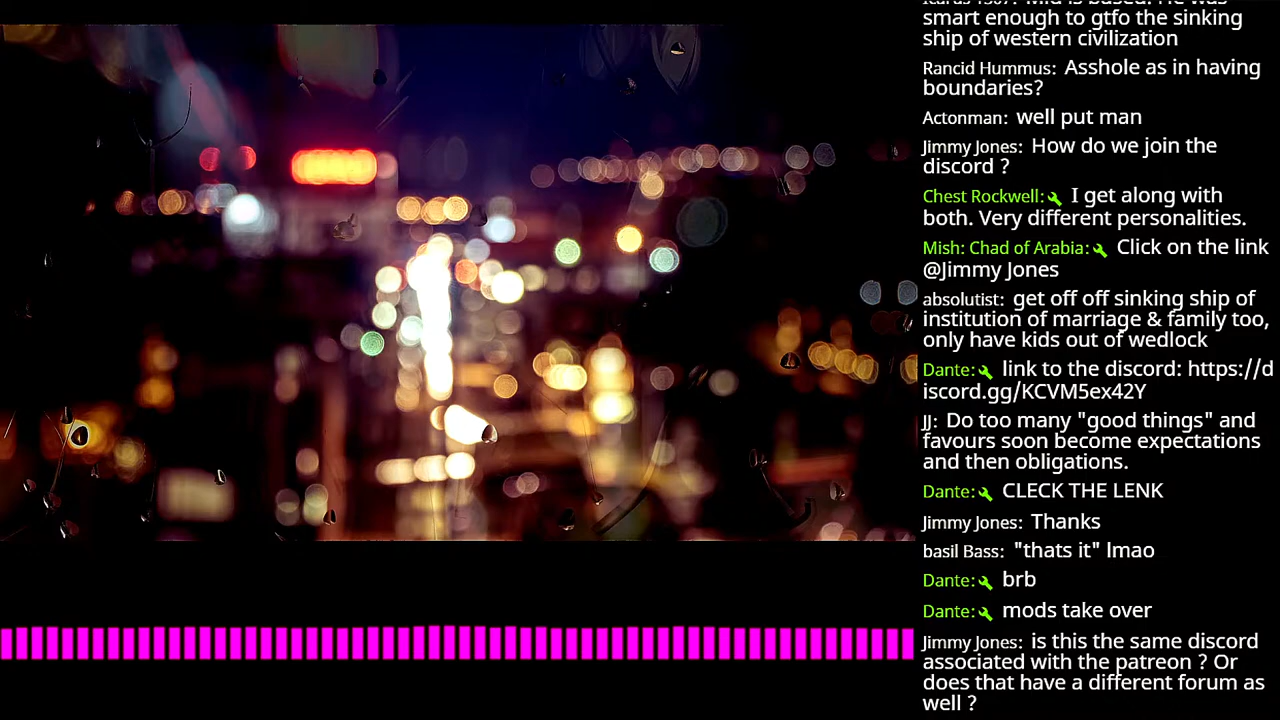 smart enough to gtfo the sinking
ship of western civilization
Rancid Hummus: Asshole as in having
boundaries?
Actonman: well put man
Jimmy Jones: How do we join the
discord ?
Chest Rockwell: I get along with
both. Very different personalities.
Mish: Chad of Arabia: Click on the link
@Jimmy Jones
absolutist: get off off sinking ship of
institution of marriage & family too,
only have kids out of wedlock
Dante: link to the discord: https://d
iscord.gg/KCVM5ex42Y
JJ: Do too many "good things" and
favours soon become expectations
and then obligations.
Dante: CLECK THE LENK
Jimmy Jones: Thanks
basil Bass: "thats it" lmao
Dante: brb
Dante: mods take over
Jimmy Jones: is this the same discord
associated with the patreon ? Or
does that have a different forum as
well ?